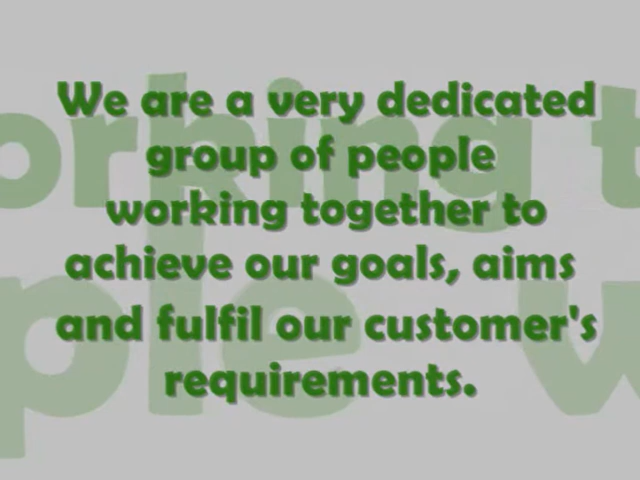 We are a very dedicated
group of people
working together to
achieve our goals, aims
and fulfil our customer's
requirements.